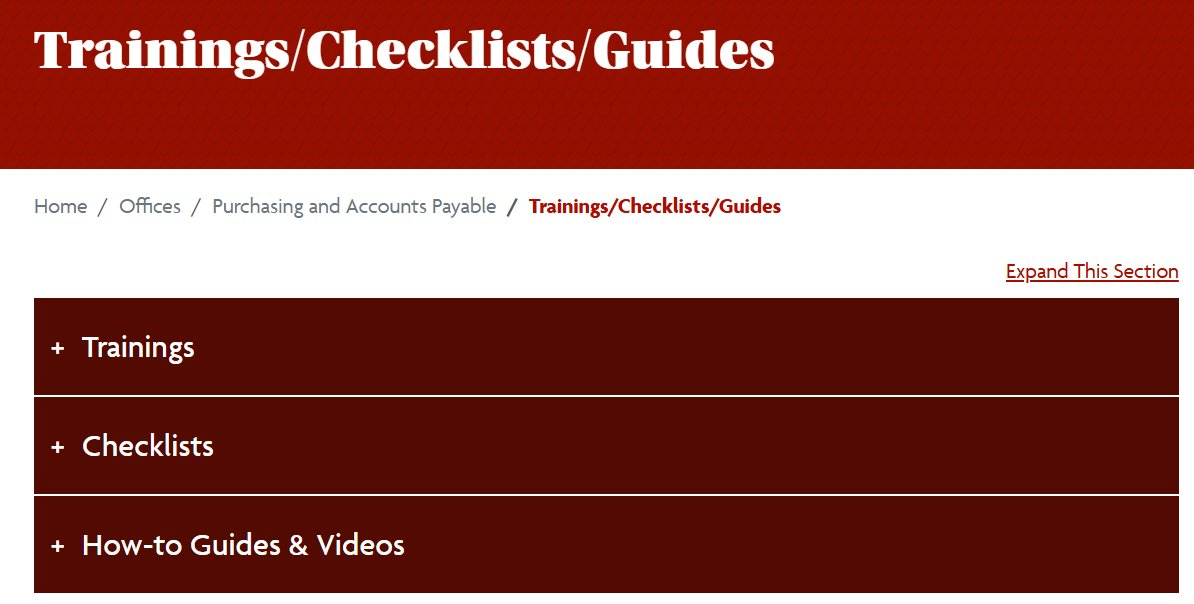 Trainings/Checklists/Guides
Home / Offices / Purchasing and Accounts Payable / Trainings/Checklists/Guides
Expand This Section
+ Trainings
+ Checklists
+ How-to Guides & Videos